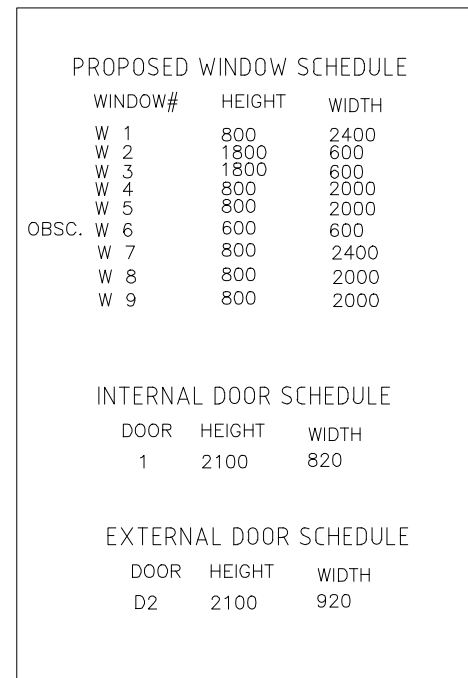 PROPOSED WINDOW SCHEDULE
WINDOW# HEIGHT WIDTH
W 1 800 2400
W 2 1800 600
W 3 1800 600
W 4 800 2000
W 5 800 2000
OBSC. W 6 600 600
W 7 800 2400
W 8 800 2000
W 9 800 2000
INTERNAL DOOR SCHEDULE
DOOR HEIGHT WIDTH
1 2100 820
EXTERNAL DOOR SCHEDULE
DOOR HEIGHT WIDTH
D2 2100 920